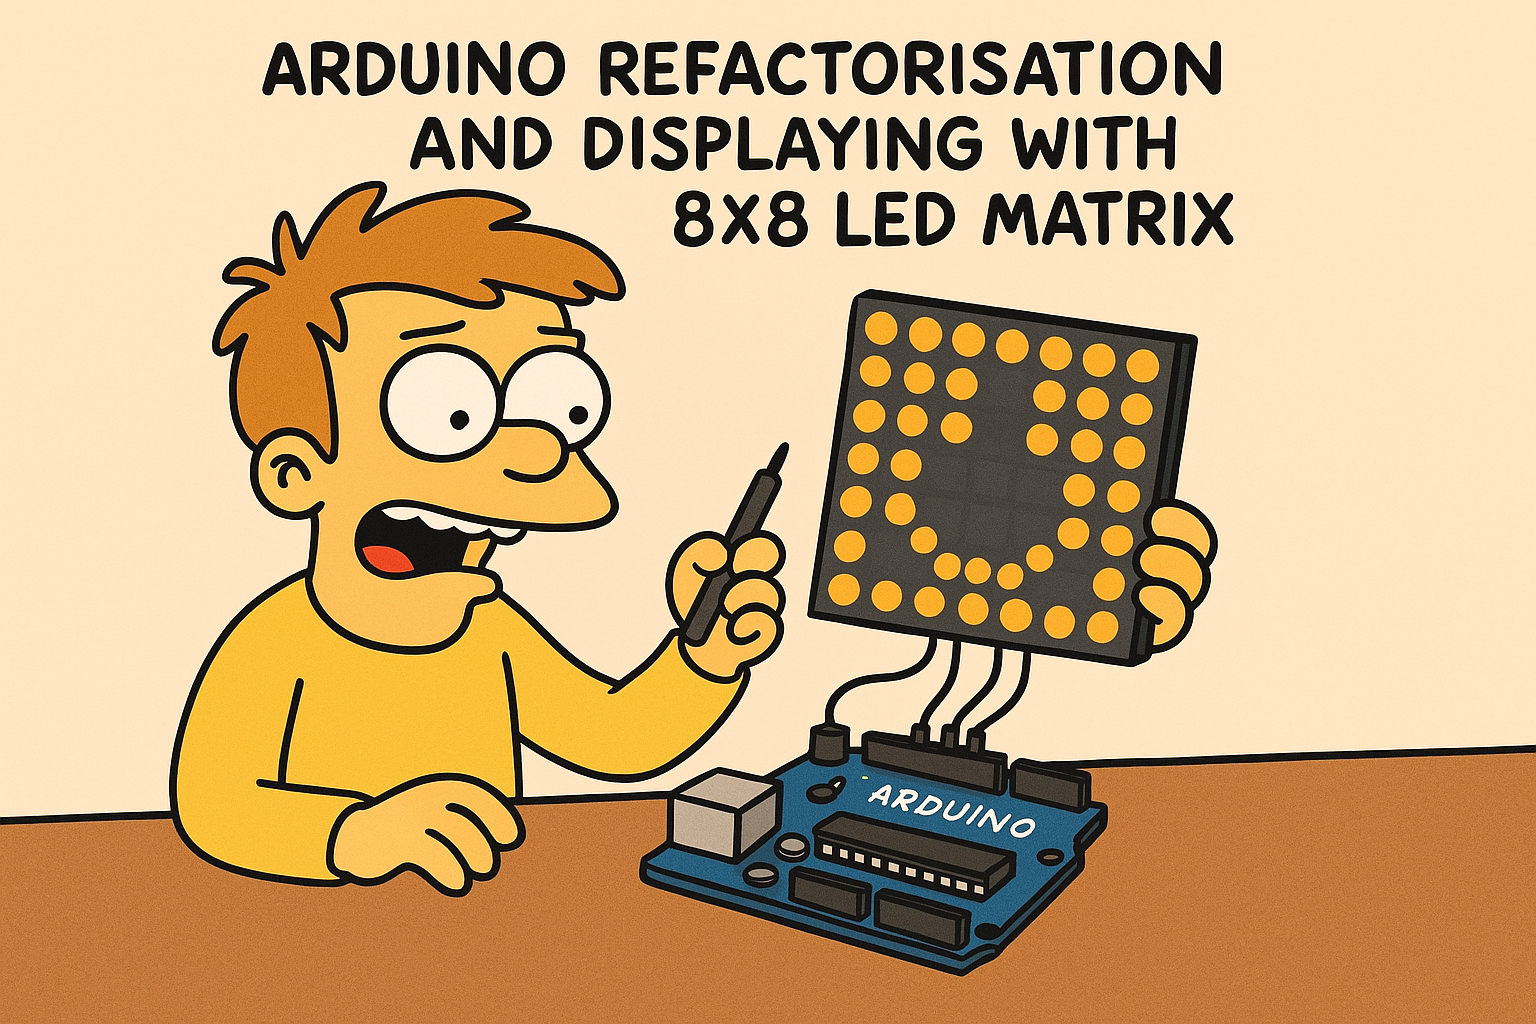 ARDUINO REFACTORISATION
AND DISPLAYING WITH
8X8 LED MATRIX
ARDUINO